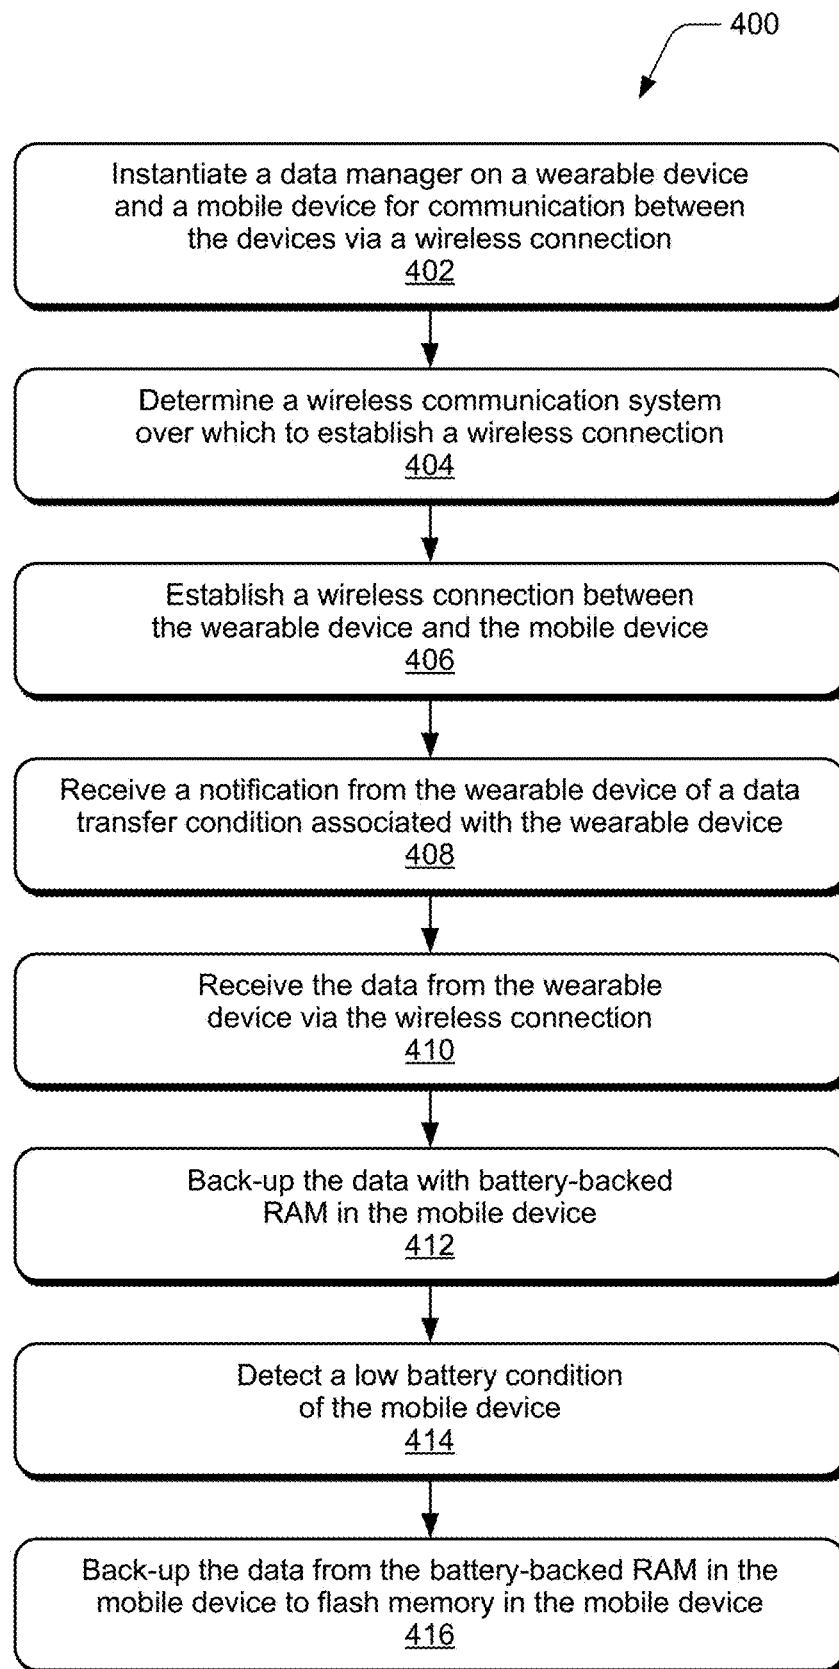 400
Instantiate a data manager on a wearable device
and a mobile device for communication between
the devices via a wireless connection
402
Determine a wireless communication system
over which to establish a wireless connection
404
Establish a wireless connection between
the wearable device and the mobile device
406
Receive a notification from the wearable device of a data
transfer condition associated with the wearable device
408
Receive the data from the wearable
device via the wireless connection
410
Back-up the data with battery-backed
RAM in the mobile device
412
Detect a low battery condition
of the mobile device
414
Back-up the data from the battery-backed RAM in the
mobile device to flash memory in the mobile device
416